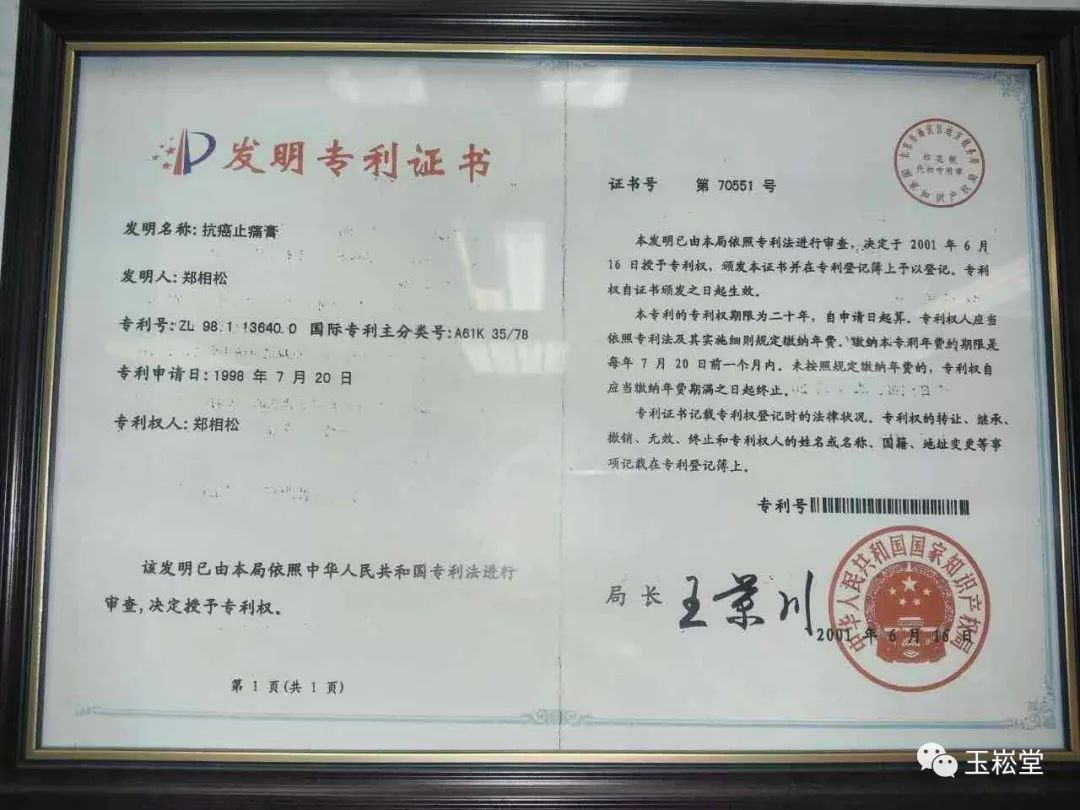 发明专利证书
发明名称:抗癌止痛膏
发明人:郑相松
专利号:ZL 98 1 13640.0 国际专利主分类号:A61K 35/78
专利申请日:1998 年 7 月 20 日
专利权人:郑相松
该发明已由本局依照中华人民共和国专利法进行
审查,决定授予专利权。
第 1 页(共 1 页)
证书号 第 70551 号
印花税
代扣专用章
本发明已由本局依照专利法进行审查,决定于 2001 年 6 月
16 日授予专利权,颁发本证书并在专利登记簿上予以登记。专利
权自证书颁发之日起生效。
本专利的专利权期限为二十年,自申请日起算。专利权人应当
依照专利法及其实施细则规定缴纳年费。缴纳本专利年费的期限是
每年 7 月 20 日前一个月内。未按照规定缴纳年费的,专利权自
应当缴纳年费期满之日起终止。
专利证书记载专利权登记时的法律状况。专利权的转让、继承、
撤销、无效、终止和专利权人的姓名或名称、国籍、地址变更等事
项记载在专利登记簿上。
专利号
局长 王景川
中华人民共和国国家知识产权局
2001 年 6 月 16 日
玉崧堂